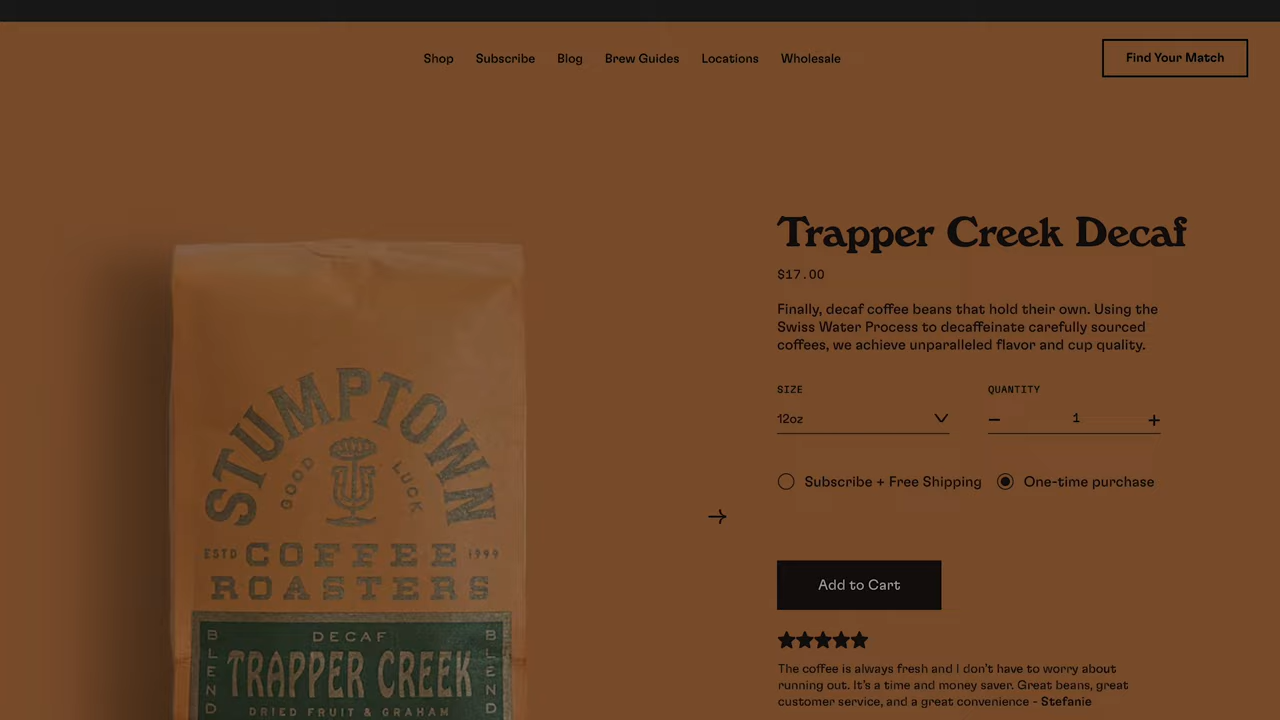 Shop Subscribe Blog Brew Guides Locations Wholesale
Find Your Match
Trapper Creek Decaf
$17.00
Finally, decaf coffee beans that hold their own. Using the
Swiss Water Process to decaffeinate carefully sourced
coffees, we achieve unparalleled flavor and cup quality.
SIZE
12oz
QUANTITY
1
Subscribe + Free Shipping
One-time purchase
Add to Cart
The coffee is always fresh and I don't have to worry about
running out. It's a time and money saver. Great beans, great
customer service, and a great convenience - Stefanie
STUMPTOWN
GOOD LUCK
ESTD COFFEE 1999
ROASTERS
DECAF
BLEND
TRAPPER CREEK
BLEND
DRIED FRUIT & GRAHAM